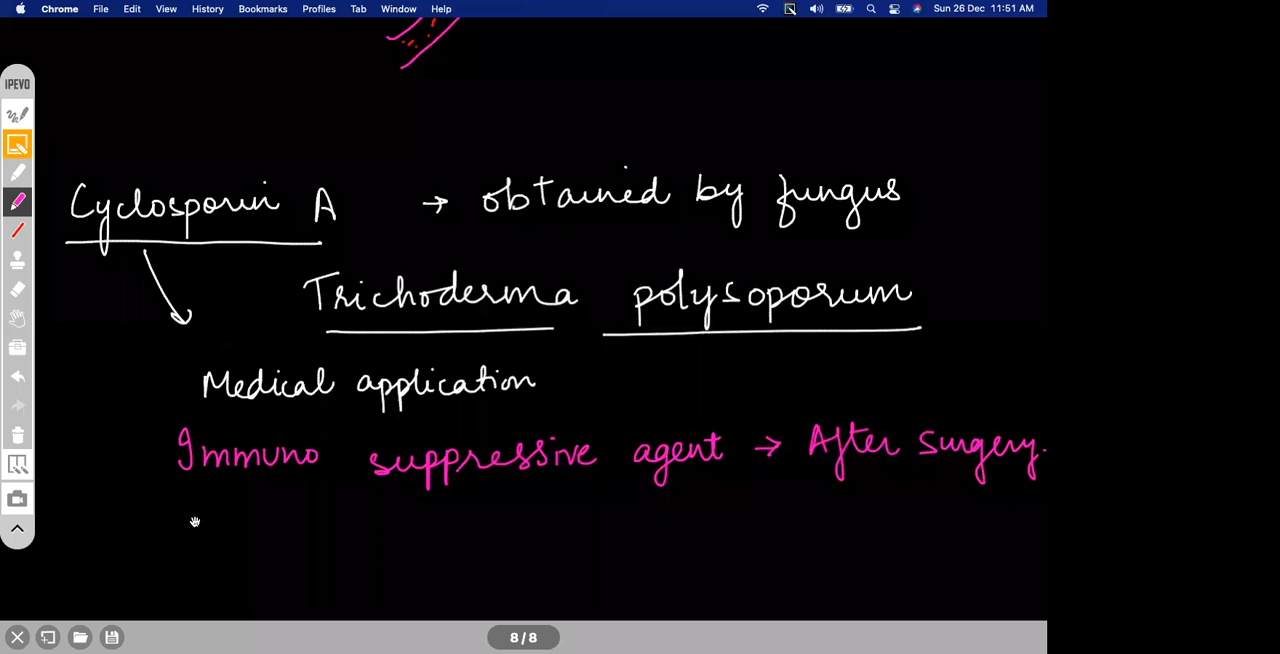 Chrome File Edit View History Bookmarks Profiles Tab Window Help Sun 26 Dec 11:51 AM
IPEVO
Cyclosporin A → obtained by fungus
Trichoderma polysoporum
Medical application
Immuno suppressive agent → After surgery.
8/8